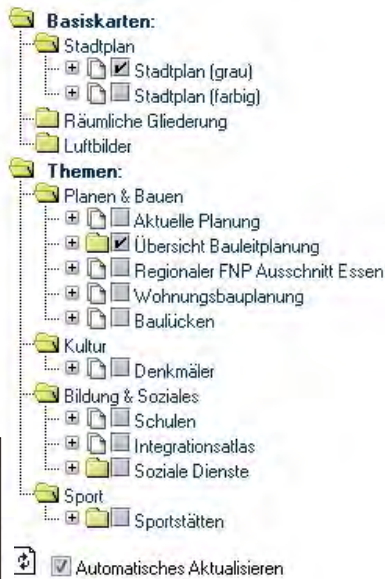 Basiskarten:
Stadtplan
Stadtplan (grau)
Stadtplan (farbig)
Räumliche Gliederung
Luftbilder
Themen:
Planen & Bauen
Aktuelle Planung
Übersicht Bauleitplanung
Regionaler FNP Ausschnitt Essen
Wohnungsbauplanung
Baulücken
Kultur
Denkmäler
Bildung & Soziales
Schulen
Integrationsatlas
Soziale Dienste
Sport
Sportstätten
Automatisches Aktualisieren